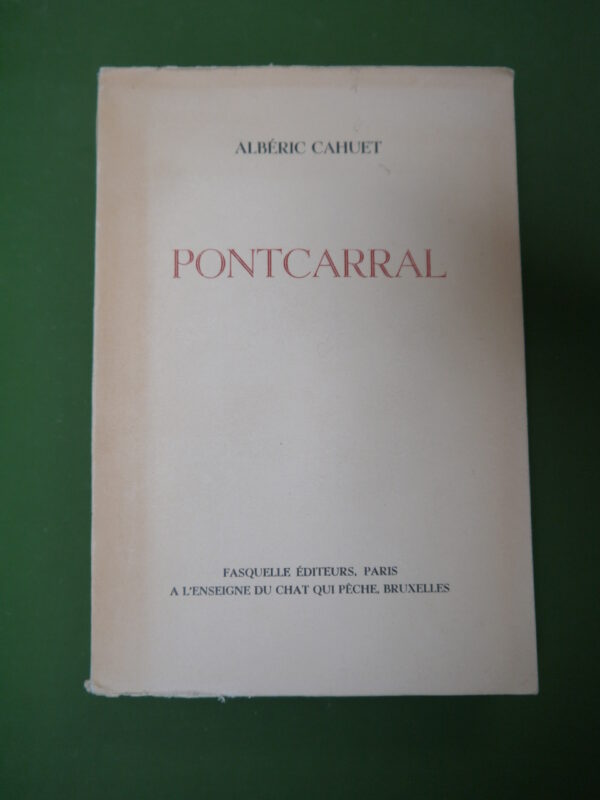 ALBÉRIC CAHUET
PONTCARRAL
FASQUELLE ÉDITEURS, PARIS
A L'ENSEIGNE DU CHAT QUI PÊCHE, BRUXELLES